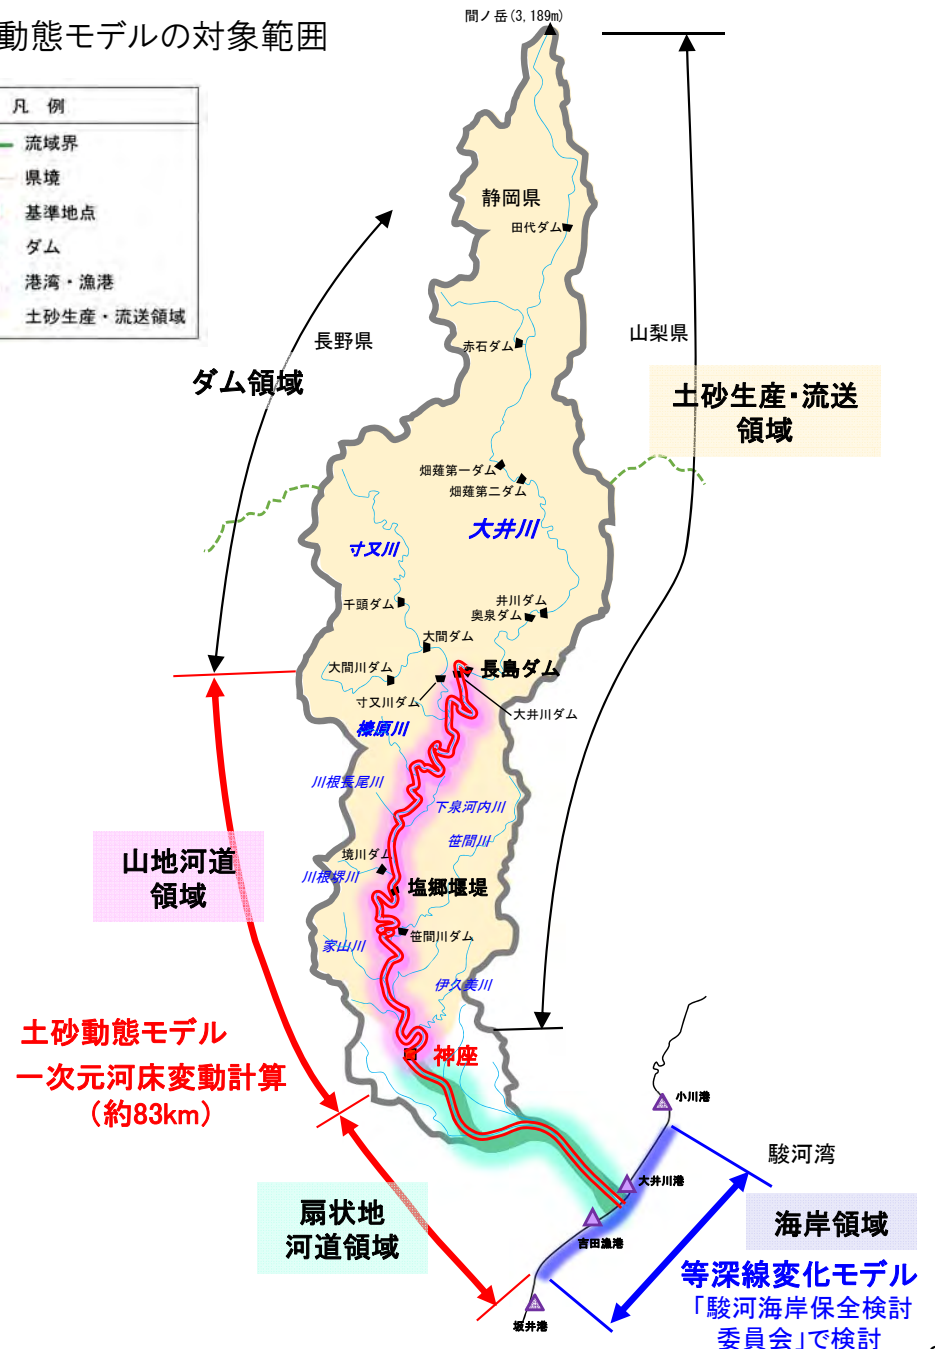 動態モデルの対象範囲
間ノ岳(3,189m)
凡 例
流域界
県境
基準地点
ダム
港湾・漁港
土砂生産・流送領域
静岡県
田代ダム
長野県
山梨県
赤石ダム
ダム領域
土砂生産・流送
領域
畑薙第一ダム
畑薙第二ダム
大井川
寸又川
千頭ダム
井川ダム
奥泉ダム
大間ダム
大間川ダム
長島ダム
寸又川ダム
大井川ダム
榛原川
川根長尾川
下泉河内川
笹間川
山地河道
領域
境川ダム
川根堺川
塩郷堰堤
笹間川ダム
家山川
伊久美川
土砂動態モデル
一次元河床変動計算
（約83km）
神座
小川港
駿河湾
大井川港
扇状地
河道領域
吉田漁港
海岸領域
坂井港
等深線変化モデル
「駿河海岸保全検討
委員会」で検討